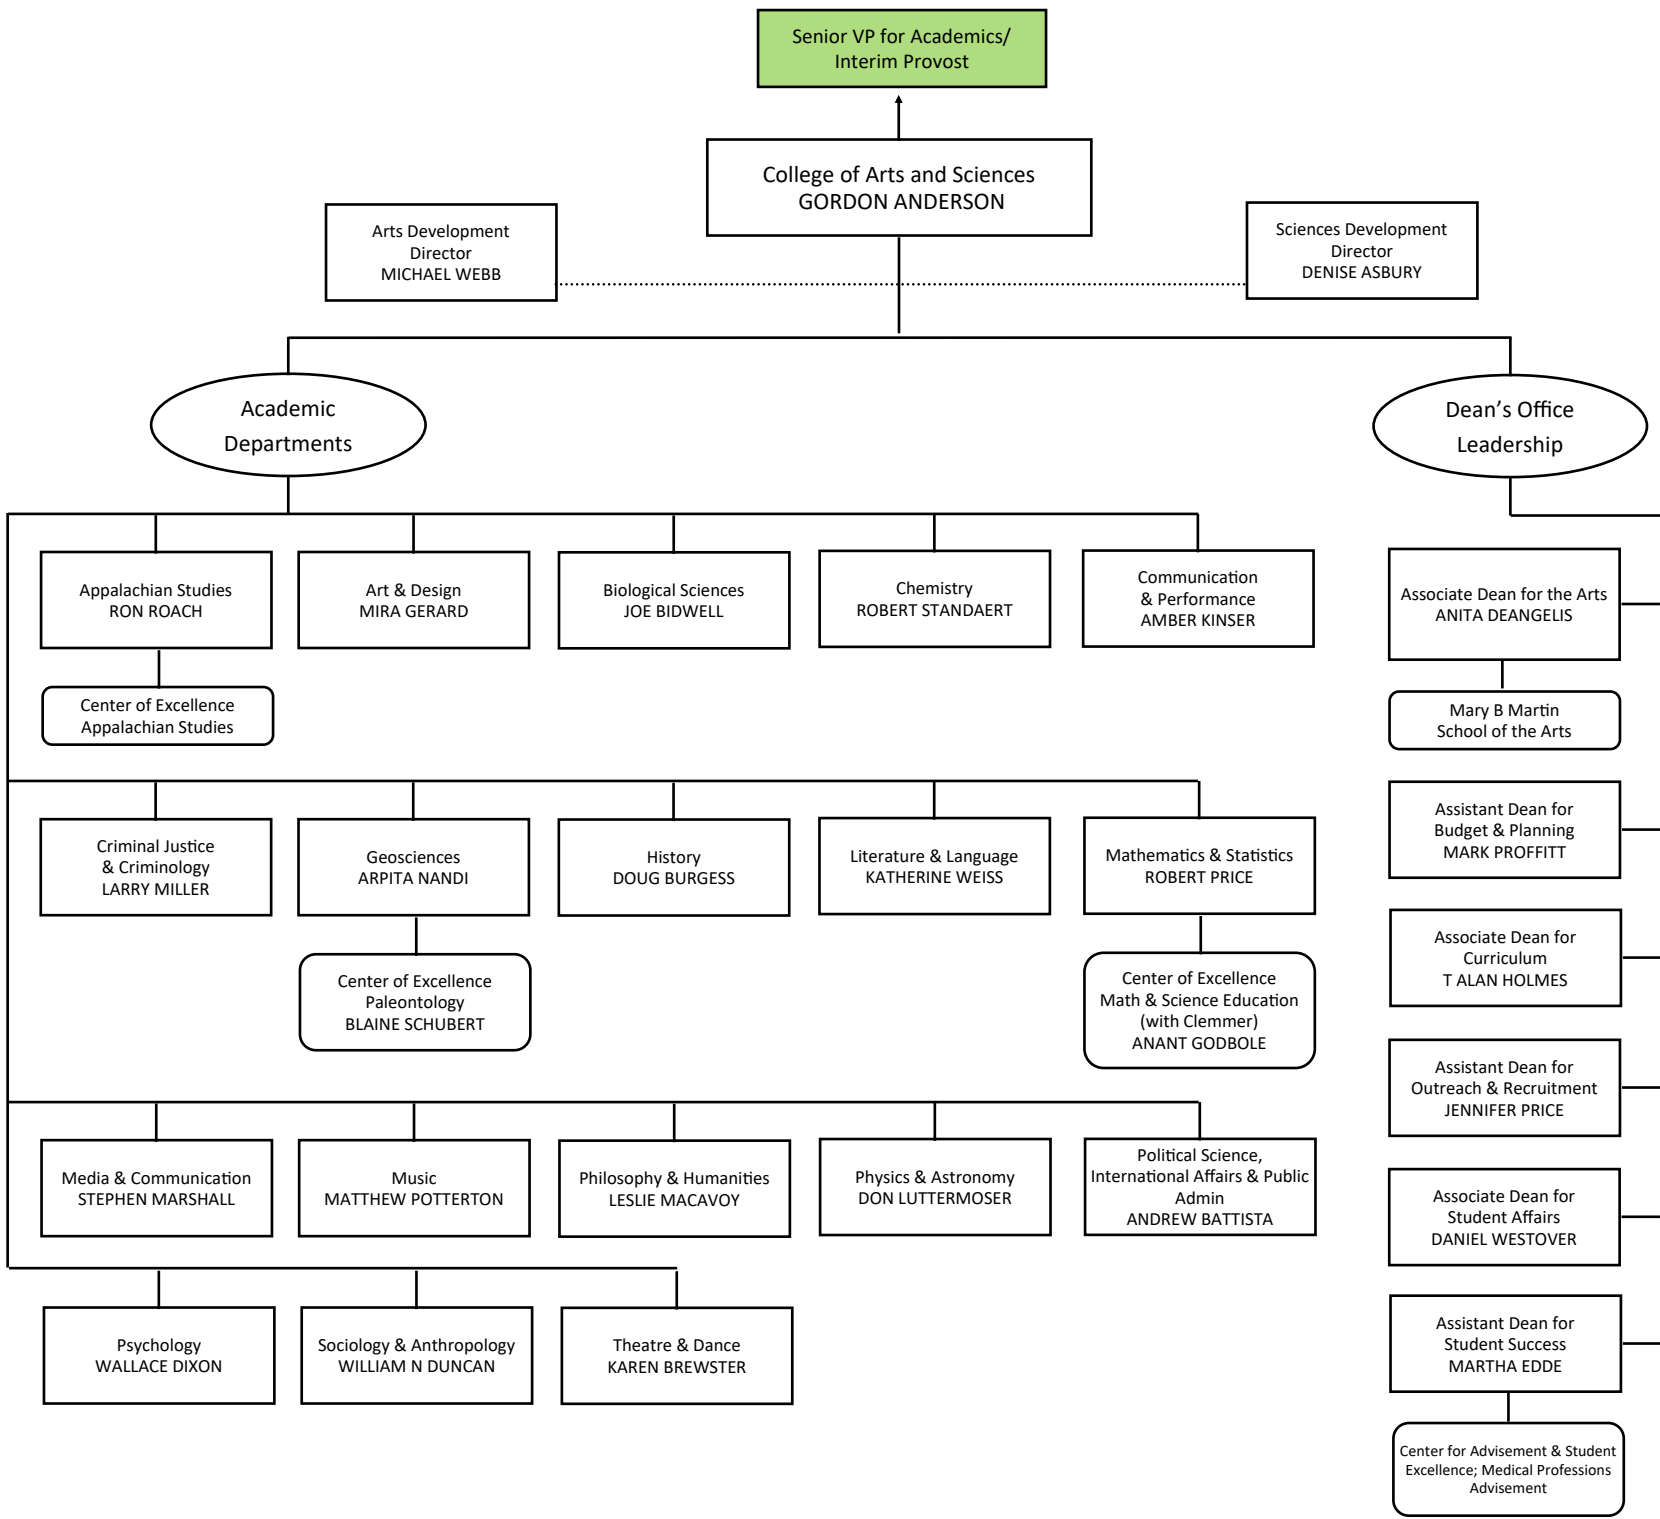 Senior VP for Academics/
Interim Provost
College of Arts and Sciences
GORDON ANDERSON
Arts Development
Director
MICHAEL WEBB
Sciences Development
Director
DENISE ASBURY
Academic
Departments
Dean’s Office
Leadership
Appalachian Studies
RON ROACH
Art & Design
MIRA GERARD
Biological Sciences
JOE BIDWELL
Chemistry
ROBERT STANDAERT
Communication
& Performance
AMBER KINSER
Associate Dean for the Arts
ANITA DEANGELIS
Center of Excellence
Appalachian Studies
Mary B Martin
School of the Arts
Criminal Justice
& Criminology
LARRY MILLER
Geosciences
ARPITA NANDI
History
DOUG BURGESS
Literature & Language
KATHERINE WEISS
Mathematics & Statistics
ROBERT PRICE
Assistant Dean for
Budget & Planning
MARK PROFFITT
Center of Excellence
Paleontology
BLAINE SCHUBERT
Center of Excellence
Math & Science Education
(with Clemmer)
ANANT GODBOLE
Associate Dean for
Curriculum
T ALAN HOLMES
Assistant Dean for
Outreach & Recruitment
JENNIFER PRICE
Media & Communication
STEPHEN MARSHALL
Music
MATTHEW POTTERTON
Philosophy & Humanities
LESLIE MACAVOY
Physics & Astronomy
DON LUTTERMOSER
Political Science,
International Affairs & Public
Admin
ANDREW BATTISTA
Associate Dean for
Student Affairs
DANIEL WESTOVER
Psychology
WALLACE DIXON
Sociology & Anthropology
WILLIAM N DUNCAN
Theatre & Dance
KAREN BREWSTER
Assistant Dean for
Student Success
MARTHA EDDE
Center for Advisement & Student
Excellence; Medical Professions
Advisement